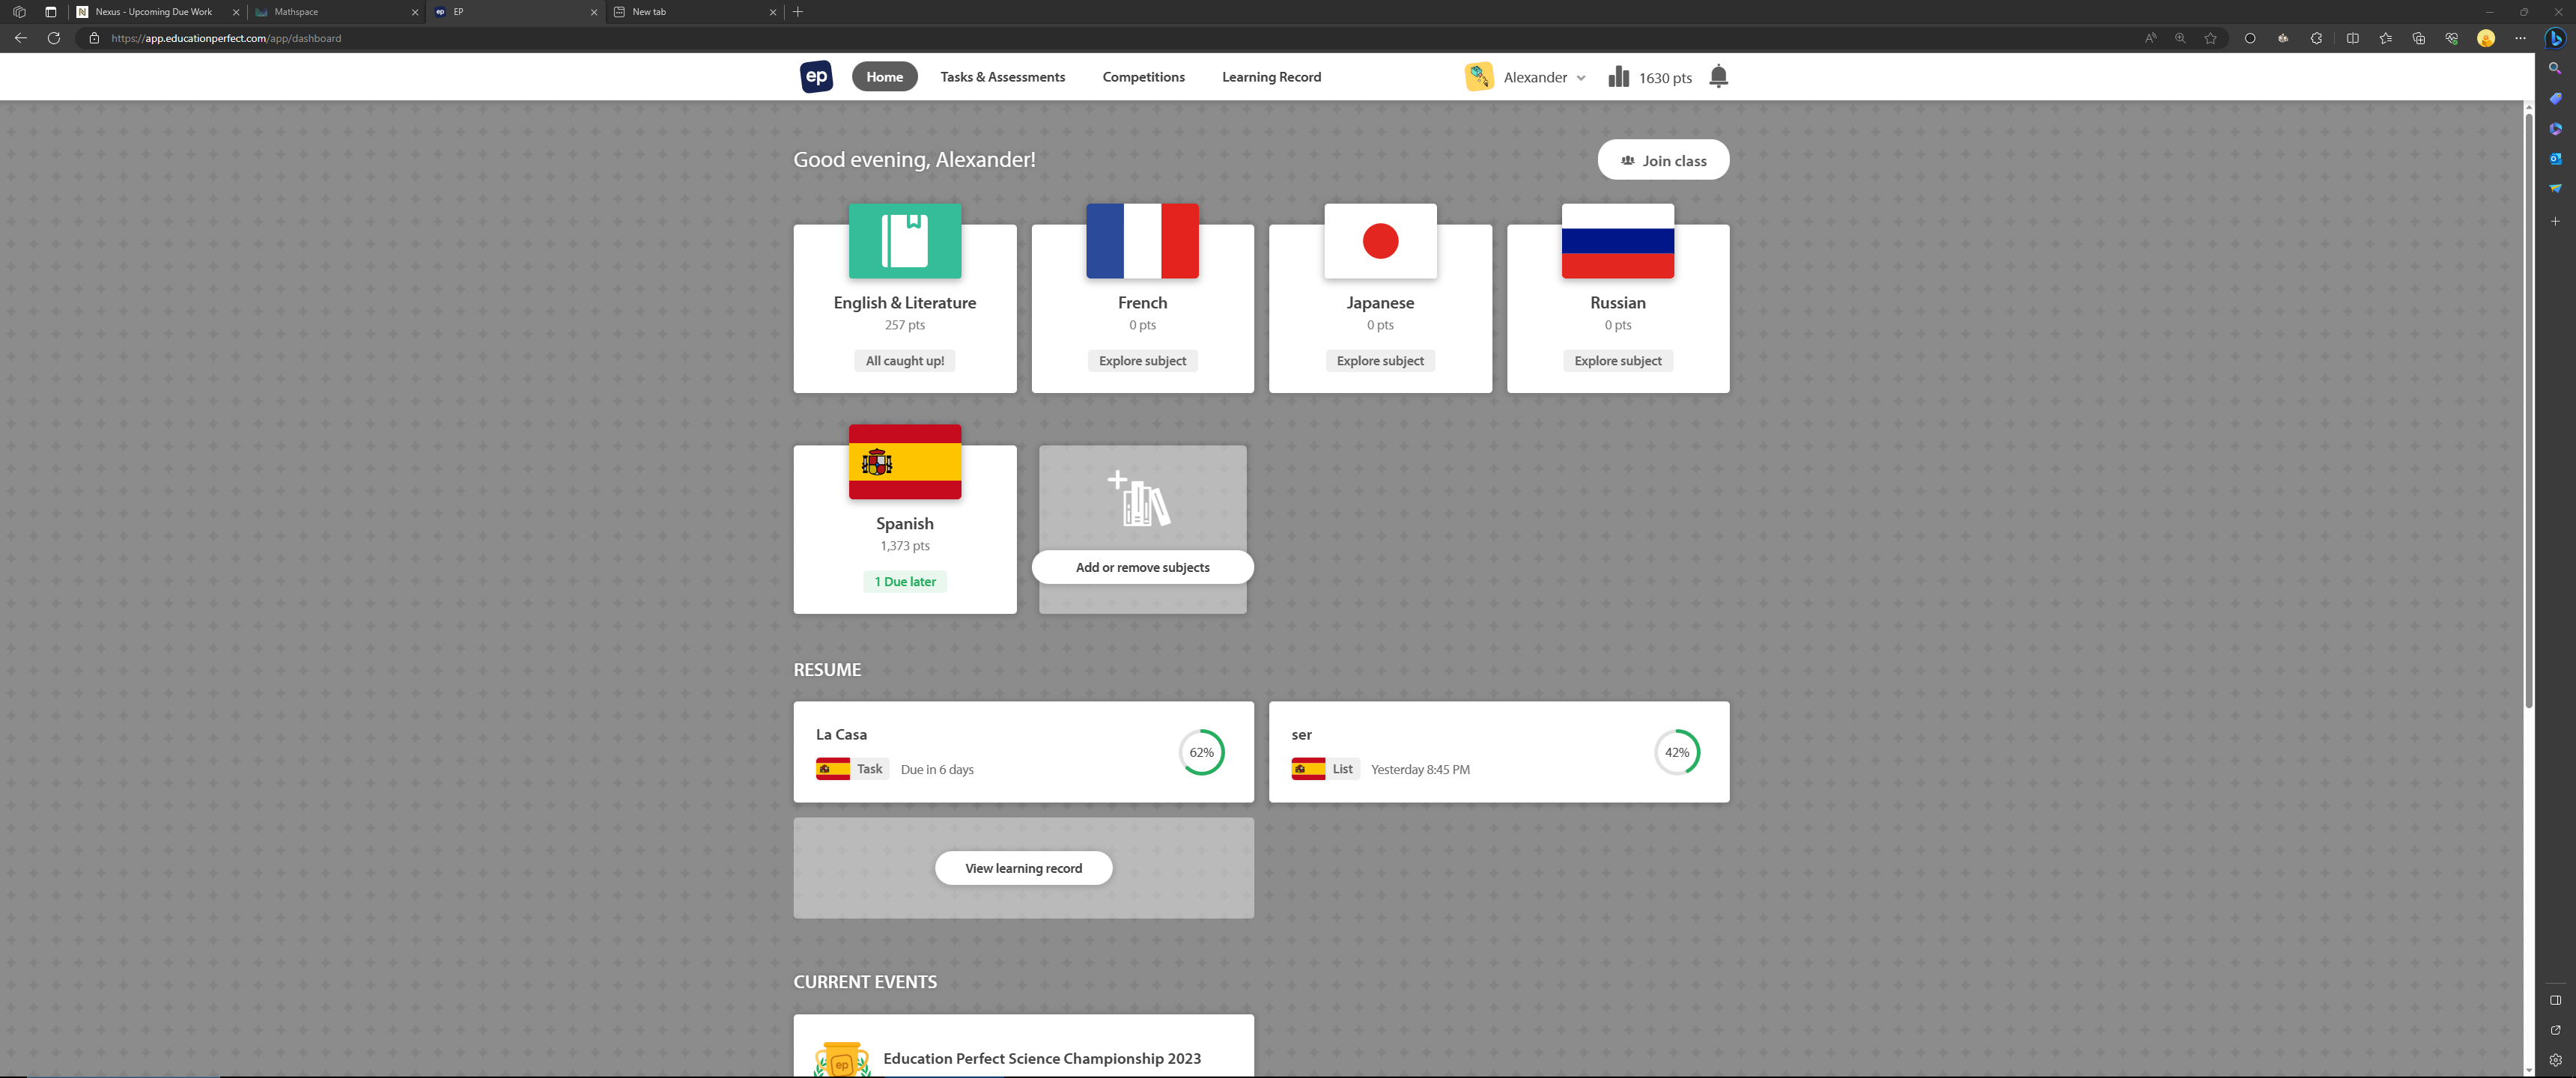 Nexus - Upcoming Due Work
Mathspace
ep EP
New tab
https://app.educationperfect.com/app/dashboard
ep Home Tasks & Assessments Competitions Learning Record Alexander 1630 pts
Good evening, Alexander!
Join class
English & Literature
257 pts
All caught up!
French
0 pts
Explore subject
Japanese
0 pts
Explore subject
Russian
0 pts
Explore subject
Spanish
1,373 pts
1 Due later
Add or remove subjects
RESUME
La Casa
Task Due in 6 days
62%
ser
List Yesterday 8:45 PM
42%
View learning record
CURRENT EVENTS
ep
Education Perfect Science Championship 2023